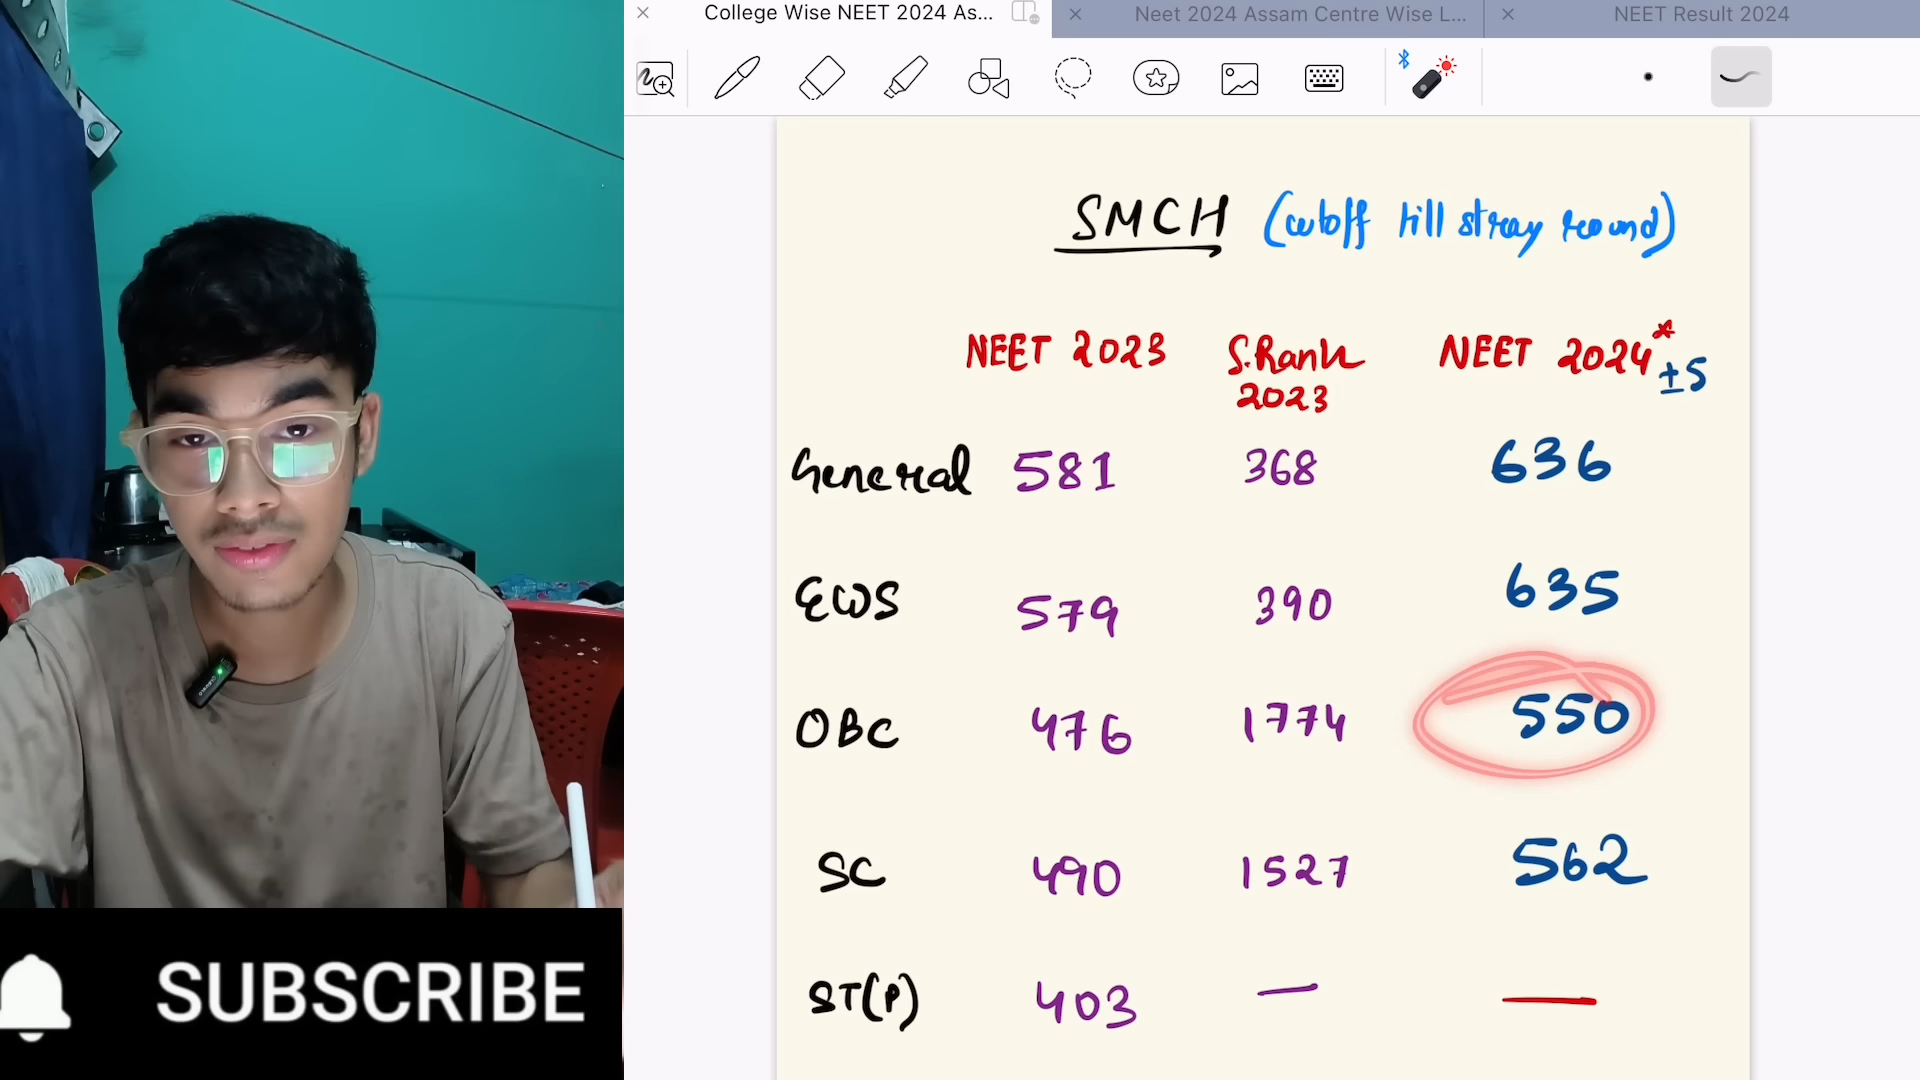 College Wise NEET 2024 As...
Neet 2024 Assam Centre Wise L...
NEET Result 2024
SMCH (cutoff till stray round)
NEET 2023 S.Rank 2023 NEET 2024* ±5
General 581 368 636
EWS 579 390 635
OBC 476 1774 550
SC 490 1527 562
ST(P) 403 — —
SUBSCRIBE